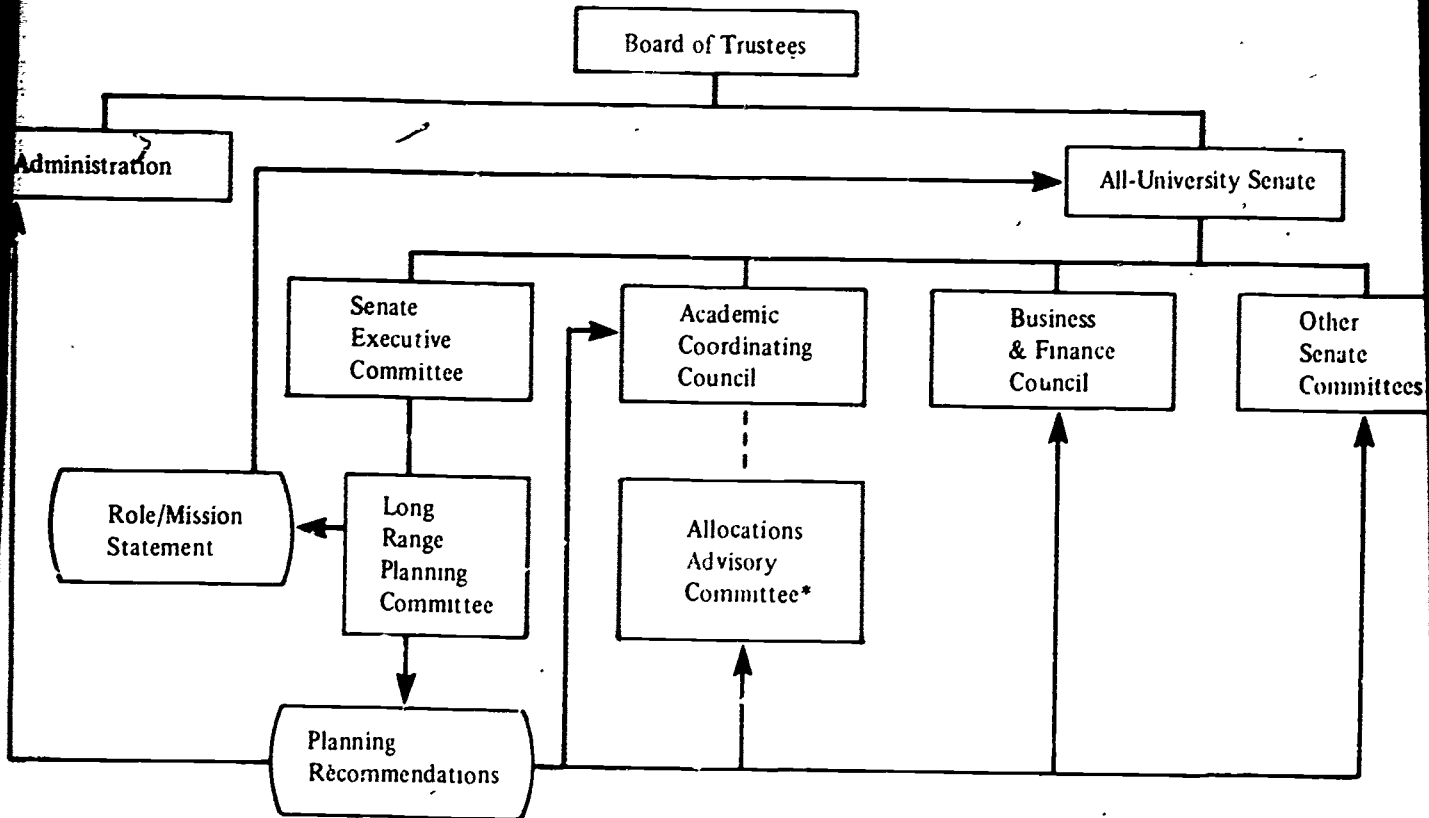 Board of Trustees
Administration
All-University Senate
Senate
Executive
Committee
Academic
Coordinating
Council
Business
& Finance
Council
Other
Senate
Committees
Role/Mission
Statement
Long
Range
Planning
Committee
Allocations
Advisory
Committee*
Planning
Recommendations